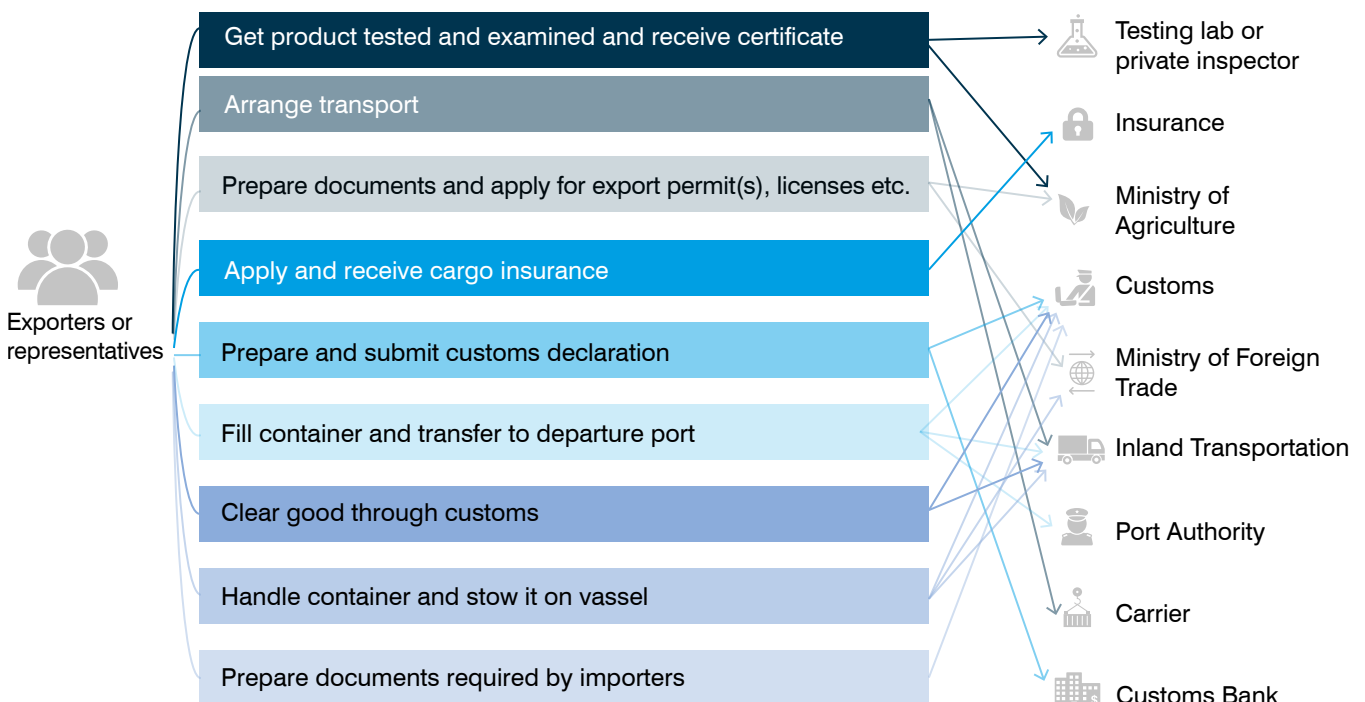 Exporters or
representatives
Get product tested and examined and receive certificate
Arrange transport
Prepare documents and apply for export permit(s), licenses etc.
Apply and receive cargo insurance
Prepare and submit customs declaration
Fill container and transfer to departure port
Clear good through customs
Handle container and stow it on vassel
Prepare documents required by importers
Testing lab or
private inspector
Insurance
Ministry of
Agriculture
Customs
Ministry of Foreign
Trade
Inland Transportation
Port Authority
Carrier
Customs Bank